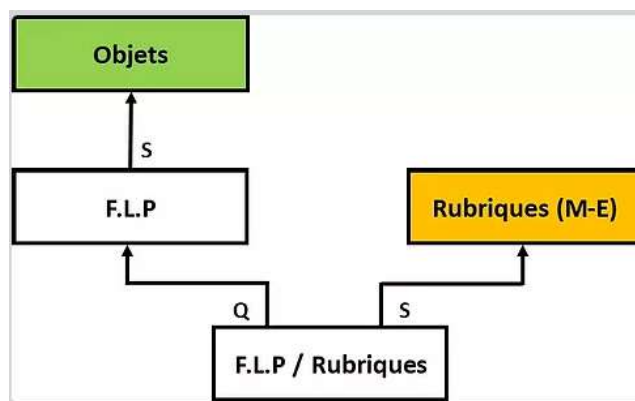 Objets
S
F.L.P
Rubriques (M-E)
Q
S
F.L.P / Rubriques